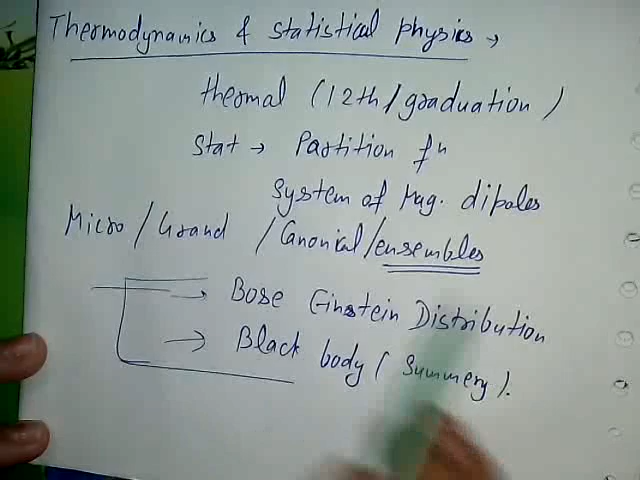 Thermodynamics & statistical physics →
thermal (12th/graduation)
Stat → Partition fn
System of Mag. dipoles
Micro/Grand/Canonical/ensembles
→ Bose Einstein Distribution
→ Black body (Summery).